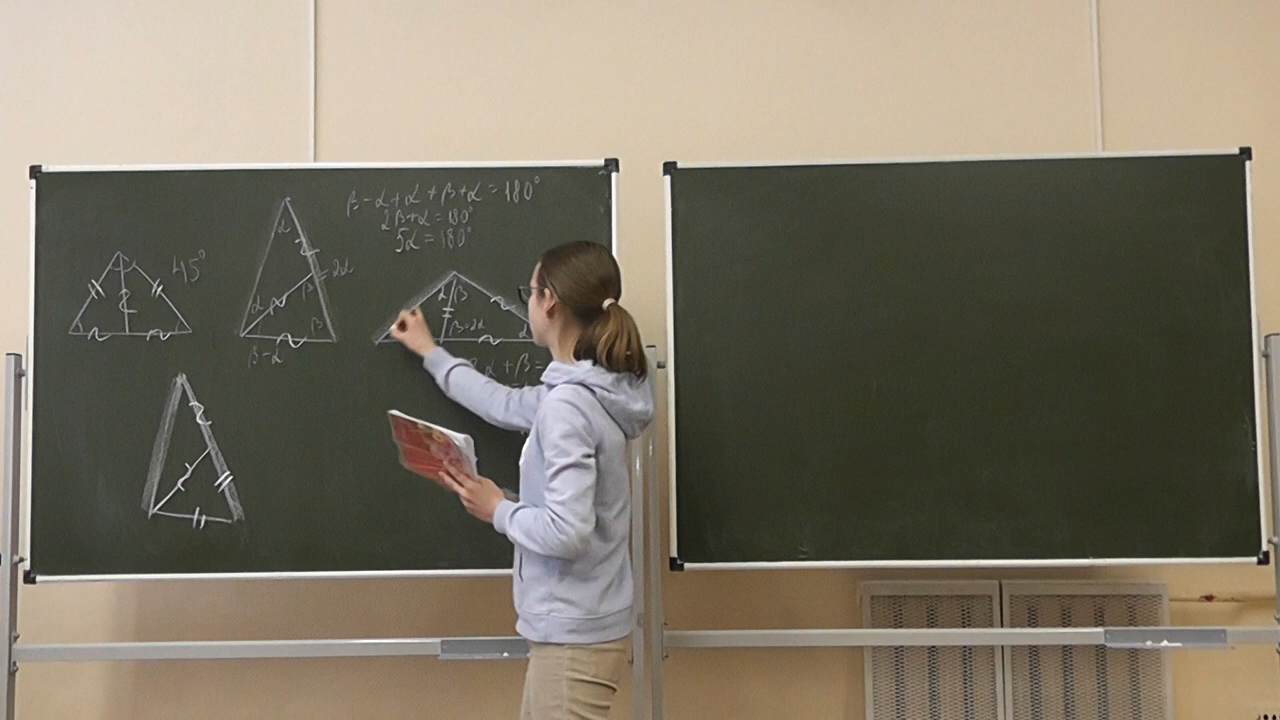 β-α+α+β+α=180°
2β+α=180°
5α=180°
45°
α
α
β
=2α
β
β-α
α
β
β=2α
α
α+β=